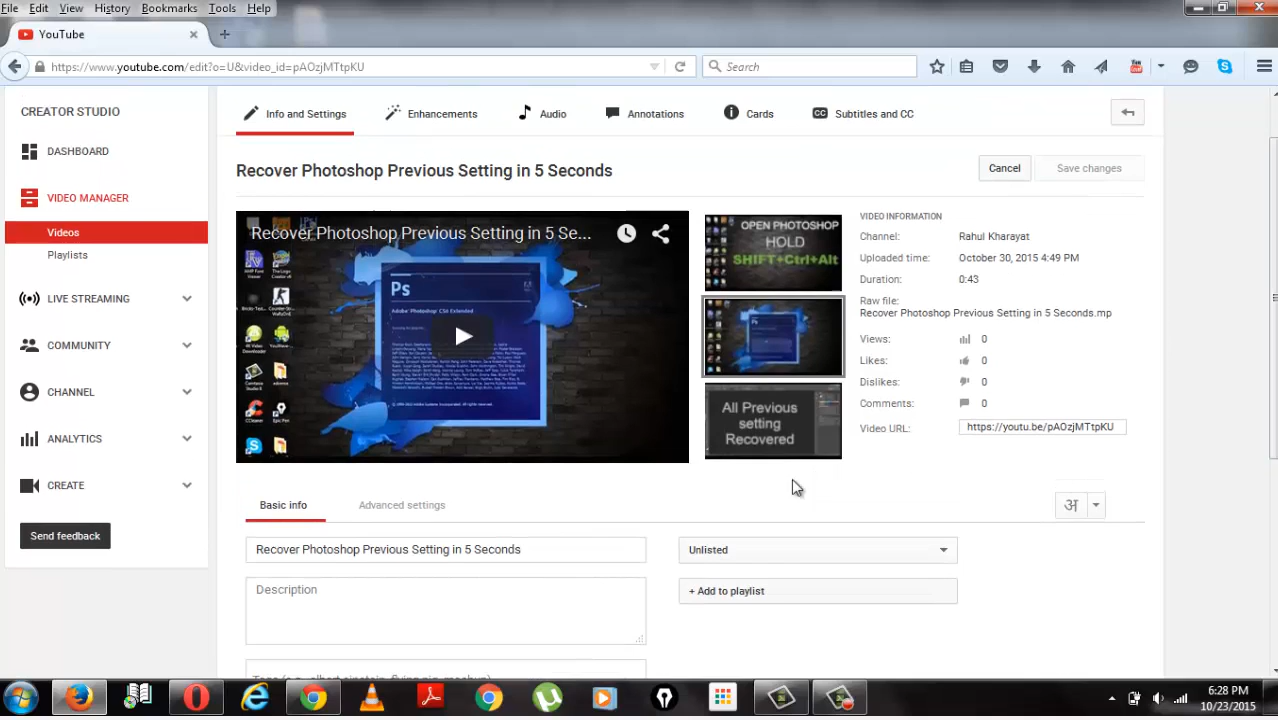 File Edit View History Bookmarks Tools Help
YouTube
https://www.youtube.com/edit?o=U&video_id=pAOzjMTtpKU
Search
CREATOR STUDIO
Info and Settings
Enhancements
Audio
Annotations
Cards
Subtitles and CC
DASHBOARD
VIDEO MANAGER
Videos
Playlists
LIVE STREAMING
COMMUNITY
CHANNEL
ANALYTICS
CREATE
Send feedback
Recover Photoshop Previous Setting in 5 Seconds
Cancel
Save changes
Recover Photoshop Previous Setting in 5 Se...
Ps
Adobe Photoshop CS6 Extended
OPEN PHOTOSHOP
HOLD
SHIFT+Ctrl+Alt
All Previous
setting
Recovered
VIDEO INFORMATION
Channel: Rahul Kharayat
Uploaded time: October 30, 2015 4:49 PM
Duration: 0:43
Raw file:
Recover Photoshop Previous Setting in 5 Seconds.mp
Views: 0
Likes: 0
Dislikes: 0
Comments: 0
Video URL: https://youtu.be/pAOzjMTtpKU
Basic info
Advanced settings
अ
Recover Photoshop Previous Setting in 5 Seconds
Unlisted
Description
+ Add to playlist
6:28 PM
10/23/2015